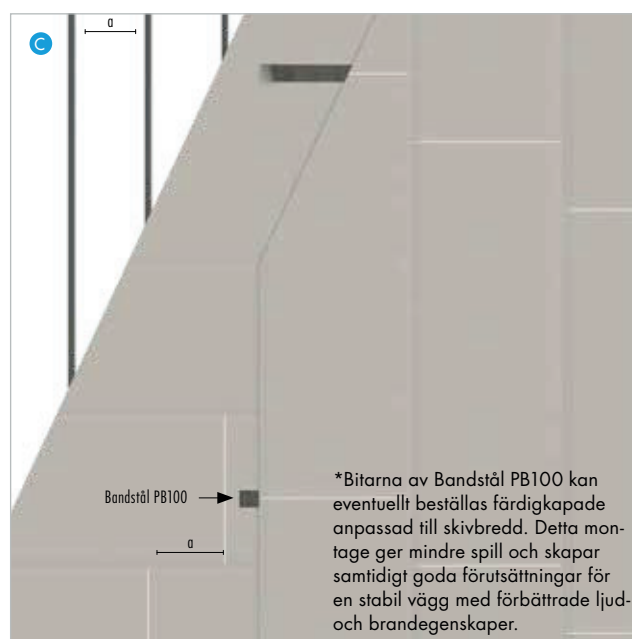 C
a
Bandstål PB100
a
*Bitarna av Bandstål PB100 kan
eventuellt beställas färdigkapade
anpassad till skivbredd. Detta mon-
tage ger mindre spill och skapar
samtidigt goda förutsättningar för
en stabil vägg med förbättrade ljud-
och brandegenskaper.